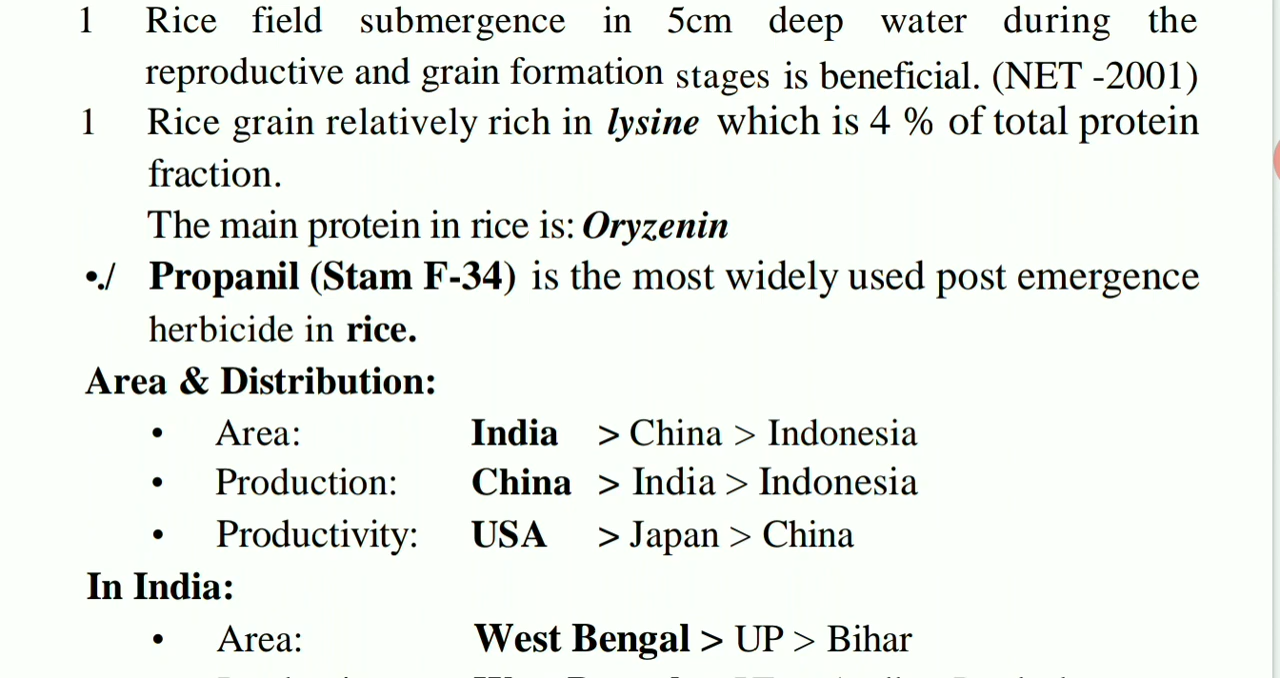 1 Rice field submergence in 5cm deep water during the
reproductive and grain formation stages is beneficial. (NET -2001)
1 Rice grain relatively rich in lysine which is 4 % of total protein
fraction.
The main protein in rice is: Oryzenin
•./ Propanil (Stam F-34) is the most widely used post emergence
herbicide in rice.
Area & Distribution:
• Area: India > China > Indonesia
• Production: China > India > Indonesia
• Productivity: USA > Japan > China
In India:
• Area: West Bengal > UP > Bihar